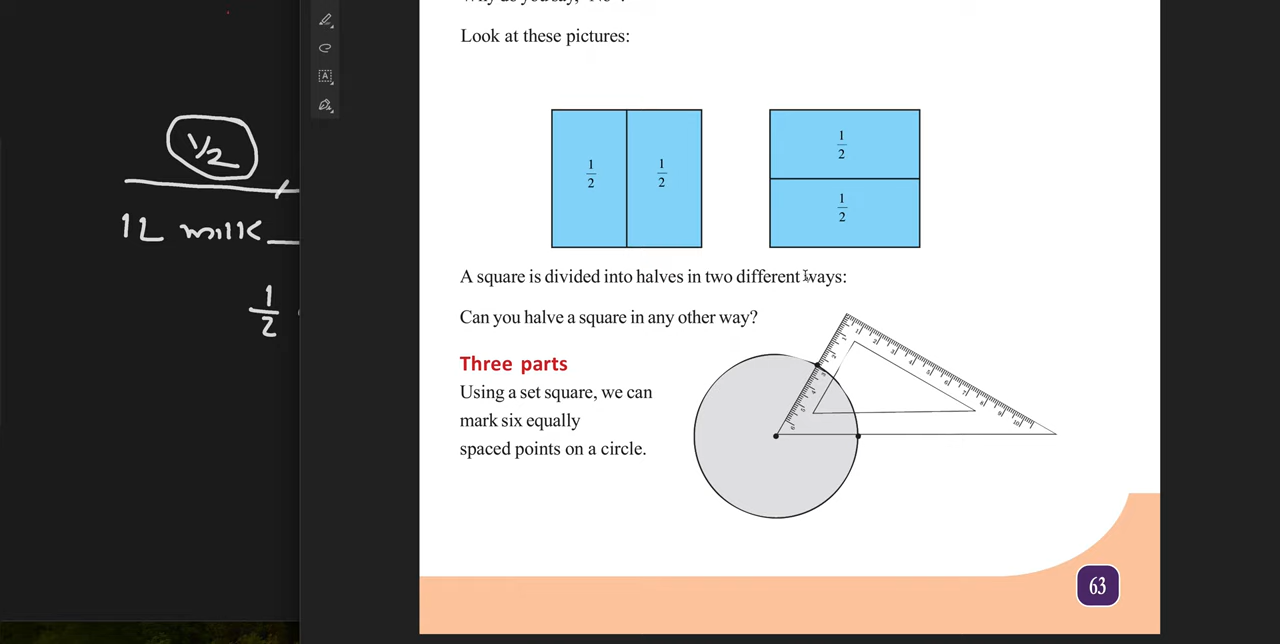 Look at these pictures:
1/2
1L milk
1/2
1/2
1/2
1/2
1/2
A square is divided into halves in two different ways:
Can you halve a square in any other way?
Three parts
Using a set square, we can
mark six equally
spaced points on a circle.
63